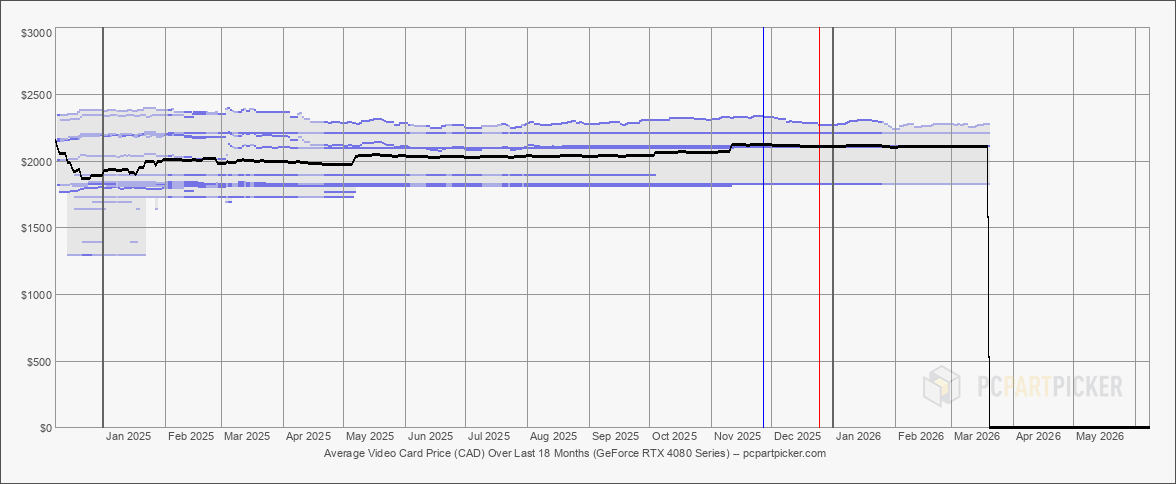 $3000
$2500
$2000
$1500
$1000
$500
$0
PCPARTPICKER
Jan 2025 Feb 2025 Mar 2025 Apr 2025 May 2025 Jun 2025 Jul 2025 Aug 2025 Sep 2025 Oct 2025 Nov 2025 Dec 2025 Jan 2026 Feb 2026 Mar 2026 Apr 2026 May 2026
Average Video Card Price (CAD) Over Last 18 Months (GeForce RTX 4080 Series) -- pcpartpicker.com